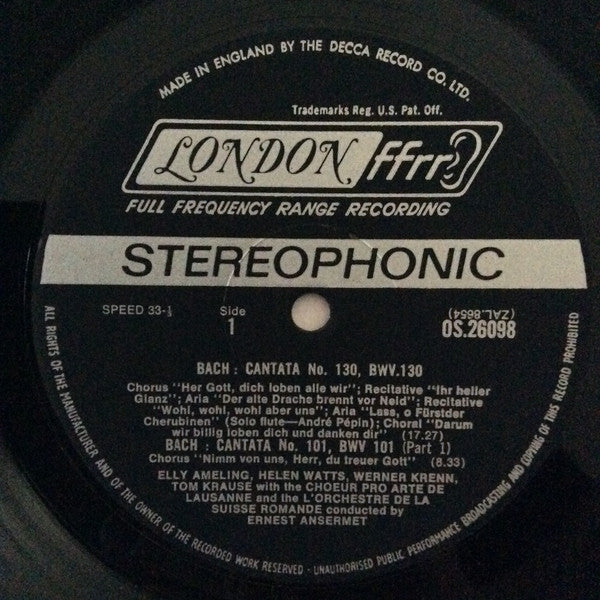 MADE IN ENGLAND BY THE DECCA RECORD CO. LTD.
Trademarks Reg. U.S. Pat. Off.
LONDON ffrr
FULL FREQUENCY RANGE RECORDING
STEREOPHONIC
SPEED 33-⅓
Side
1
(ZAL.8654)
OS.26098
BACH : CANTATA No. 130, BWV.130
Chorus "Her Gott, dich loben alle wir"; Recitative "Ihr heller
Glanz"; Aria "Der alte Drache brennt vor Neid"; Recitative
"Wohl, wohl, wohl aber uns"; Aria "Lass, o Fürstder
Cherubinen" (Solo flute—André Pépin); Choral "Darum
wir billig loben dich und danken dir" (17.27)
BACH : CANTATA No. 101, BWV 101 (Part 1)
Chorus "Nimm von uns, Herr, du treuer Gott" (8.33)
ELLY AMELING, HELEN WATTS, WERNER KRENN,
TOM KRAUSE with the CHOEUR PRO ARTE DE
LAUSANNE and the L'ORCHESTRE DE LA
SUISSE ROMANDE conducted by
ERNEST ANSERMET
ALL RIGHTS OF THE MANUFACTURER AND OF THE OWNER OF THE RECORDED WORK RESERVED - UNAUTHORISED PUBLIC PERFORMANCE BROADCASTING AND COPYING OF THIS RECORD PROHIBITED